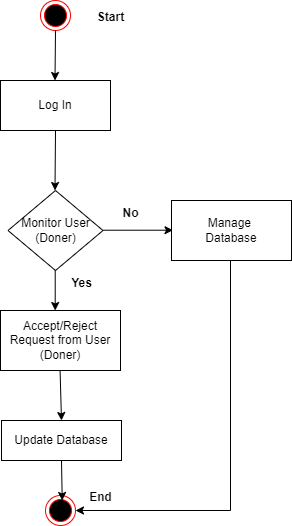 Start
Log In
Monitor User
(Doner)
No
Manage
Database
Yes
Accept/Reject
Request from User
(Doner)
Update Database
End